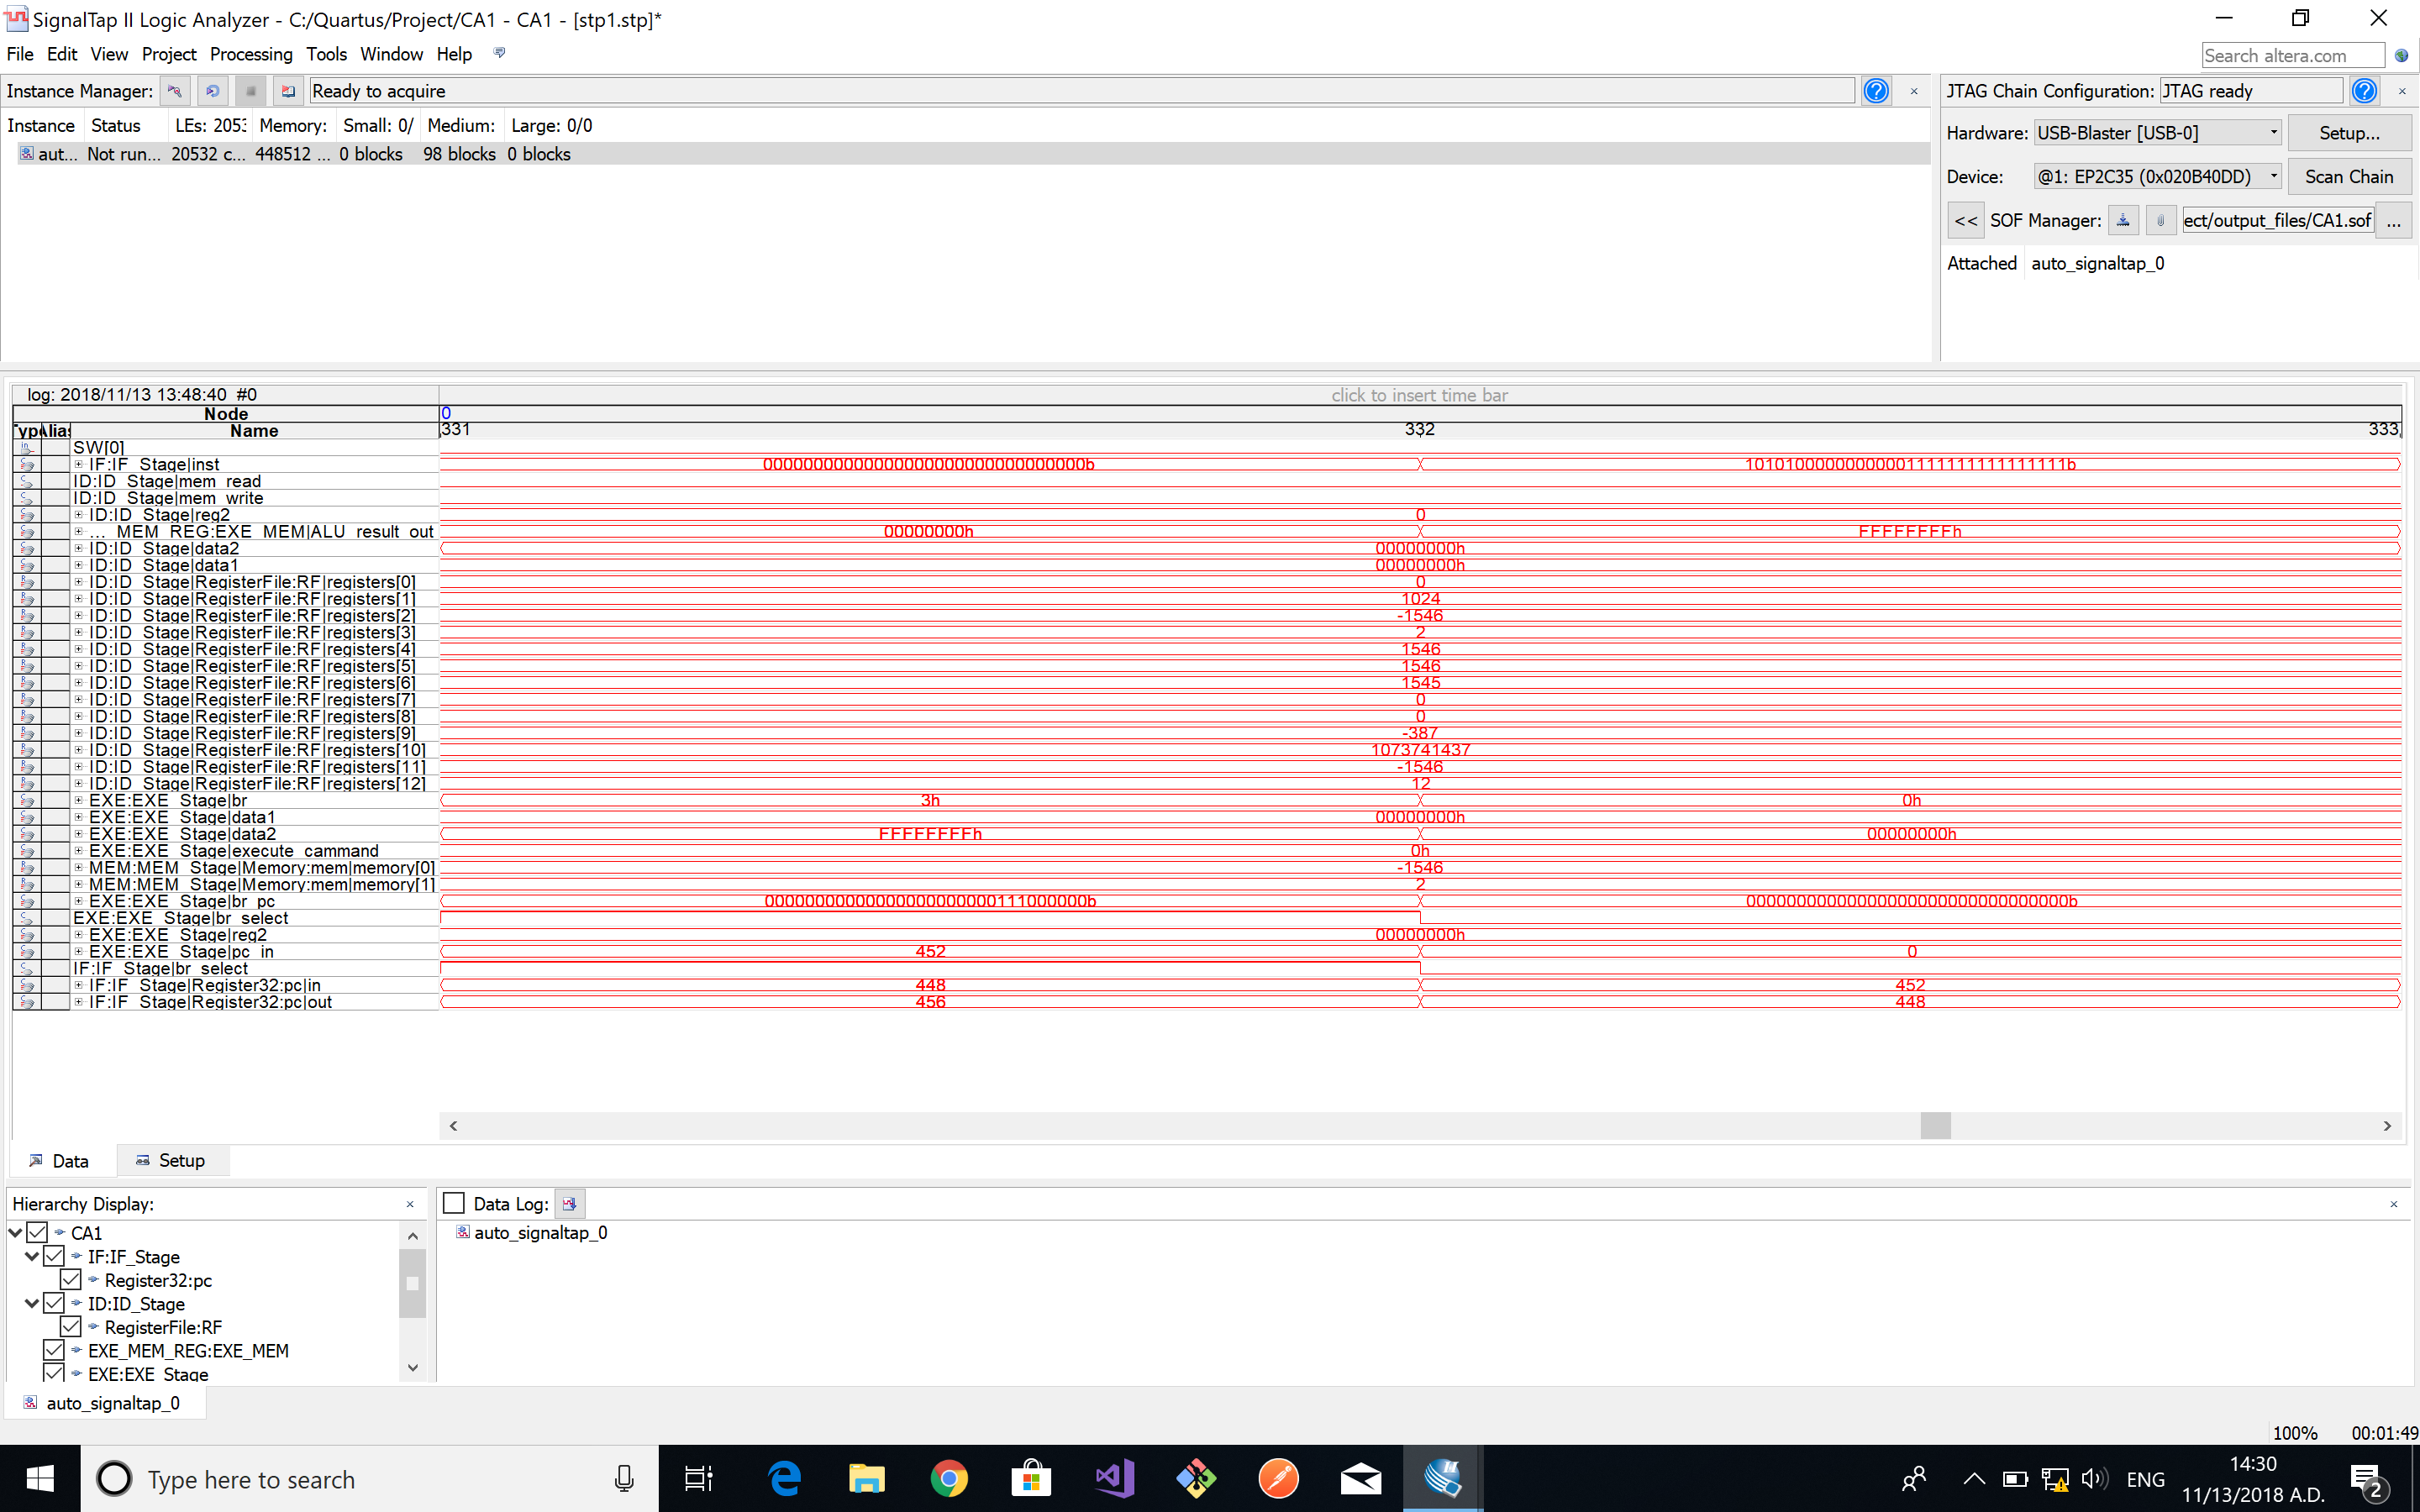 SignalTap II Logic Analyzer - C:/Quartus/Project/CA1 - CA1 - [stp1.stp]*
File Edit View Project Processing Tools Window Help
Search altera.com
Instance Manager: Ready to acquire
JTAG Chain Configuration: JTAG ready
Instance Status LEs: 2053 Memory: Small: 0/ Medium: Large: 0/0
aut... Not run... 20532 c... 448512 ... 0 blocks 98 blocks 0 blocks
Hardware: USB-Blaster [USB-0] Setup...
Device: @1: EP2C35 (0x020B40DD) Scan Chain
<< SOF Manager: ect/output_files/CA1.sof ...
Attached auto_signaltap_0
log: 2018/11/13 13:48:40 #0 click to insert time bar
Node 0
Type Alias Name 331 332 333
SW[0]
IF:IF_Stage|inst 00000000000000000000000000000000b 10101000000000001111111111111111b
ID:ID_Stage|mem_read
ID:ID_Stage|mem_write
ID:ID_Stage|reg2 0
..._MEM_REG:EXE_MEM|ALU_result_out 00000000h FFFFFFFFh
ID:ID_Stage|data2 00000000h
ID:ID_Stage|data1 00000000h
ID:ID_Stage|RegisterFile:RF|registers[0] 0
ID:ID_Stage|RegisterFile:RF|registers[1] 1024
ID:ID_Stage|RegisterFile:RF|registers[2] -1546
ID:ID_Stage|RegisterFile:RF|registers[3] 2
ID:ID_Stage|RegisterFile:RF|registers[4] 1546
ID:ID_Stage|RegisterFile:RF|registers[5] 1546
ID:ID_Stage|RegisterFile:RF|registers[6] 1545
ID:ID_Stage|RegisterFile:RF|registers[7] 0
ID:ID_Stage|RegisterFile:RF|registers[8] 0
ID:ID_Stage|RegisterFile:RF|registers[9] -387
ID:ID_Stage|RegisterFile:RF|registers[10] 1073741437
ID:ID_Stage|RegisterFile:RF|registers[11] -1546
ID:ID_Stage|RegisterFile:RF|registers[12] 12
EXE:EXE_Stage|br 3h 0h
EXE:EXE_Stage|data1 00000000h
EXE:EXE_Stage|data2 FFFFFFFFh 00000000h
EXE:EXE_Stage|execute_cammand 0h
MEM:MEM_Stage|Memory:mem|memory[0] -1546
MEM:MEM_Stage|Memory:mem|memory[1] 2
EXE:EXE_Stage|br_pc 00000000000000000000000111000000b 00000000000000000000000000000000b
EXE:EXE_Stage|br_select
EXE:EXE_Stage|reg2 00000000h
EXE:EXE_Stage|pc_in 452 0
IF:IF_Stage|br_select
IF:IF_Stage|Register32:pc|in 448 452
IF:IF_Stage|Register32:pc|out 456 448
Data Setup
Hierarchy Display:
Data Log:
CA1
auto_signaltap_0
IF:IF_Stage
Register32:pc
ID:ID_Stage
RegisterFile:RF
EXE_MEM_REG:EXE_MEM
EXE:EXE_Stage
auto_signaltap_0
100% 00:01:49
Type here to search
ENG
14:30
11/13/2018 A.D.
2